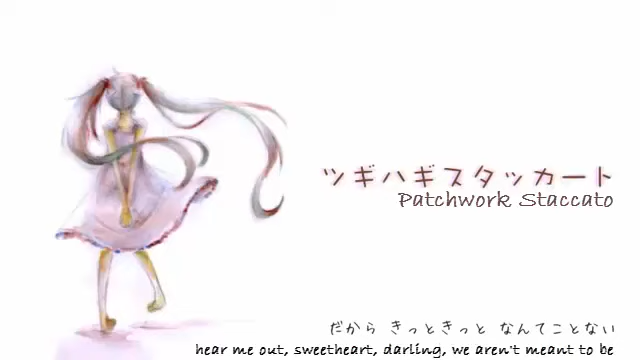 ツギハギスタッカート
Patchwork Staccato
だから きっときっと なんてことない
hear me out, sweetheart, darling, we aren't meant to be